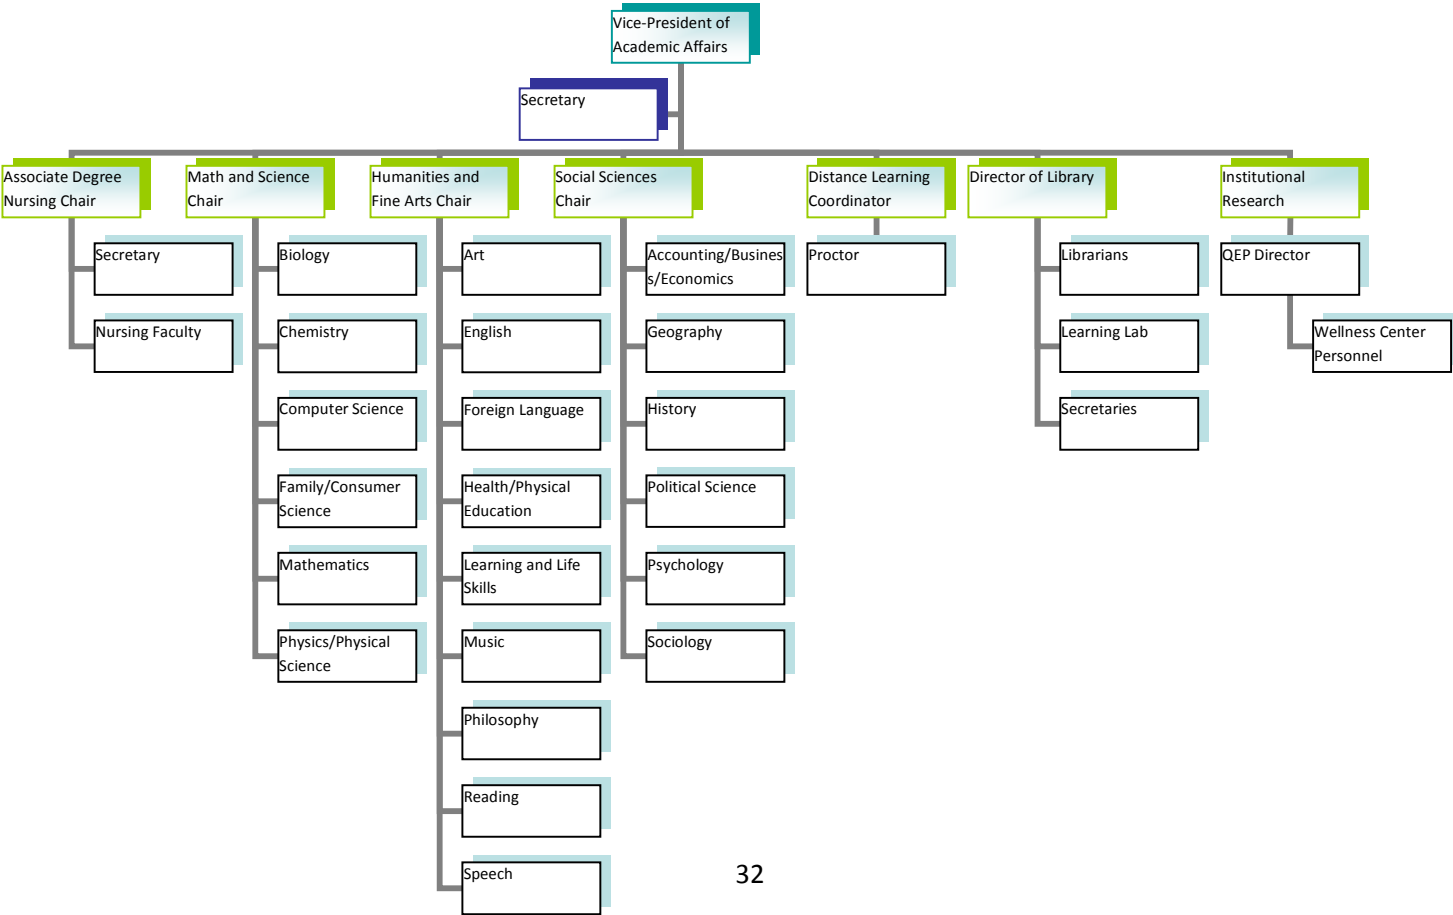 Vice-President of
Academic Affairs
Secretary
Associate Degree
Nursing Chair
Math and Science
Chair
Humanities and
Fine Arts Chair
Social Sciences
Chair
Distance Learning
Coordinator
Director of Library
Institutional
Research
Secretary
Nursing Faculty
Biology
Chemistry
Computer Science
Family/Consumer
Science
Mathematics
Physics/Physical
Science
Art
English
Foreign Language
Health/Physical
Education
Learning and Life
Skills
Music
Philosophy
Reading
Speech
Accounting/Busines
s/Economics
Geography
History
Political Science
Psychology
Sociology
Proctor
Librarians
Learning Lab
Secretaries
QEP Director
Wellness Center
Personnel
32